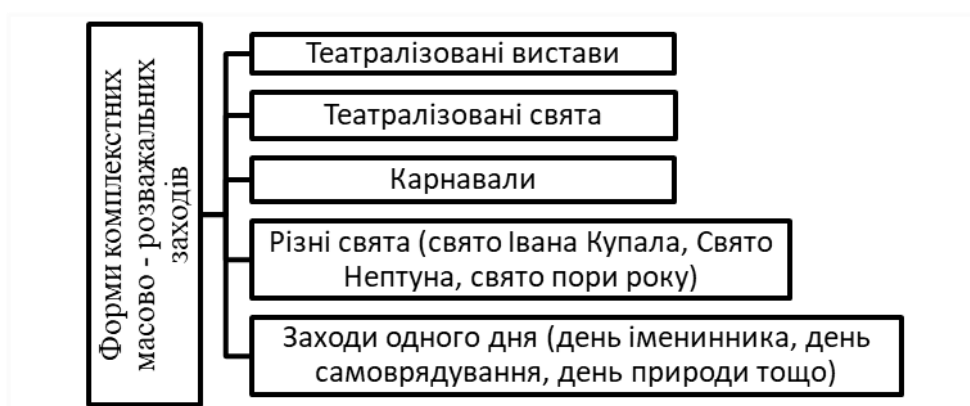 Форми комплекстних
масово - розважальних
заходів
Театралізовані вистави
Театралізовані свята
Карнавали
Різні свята (свято Івана Купала, Свято
Нептуна, свято пори року)
Заходи одного дня (день іменинника, день
самоврядування, день природи тощо)